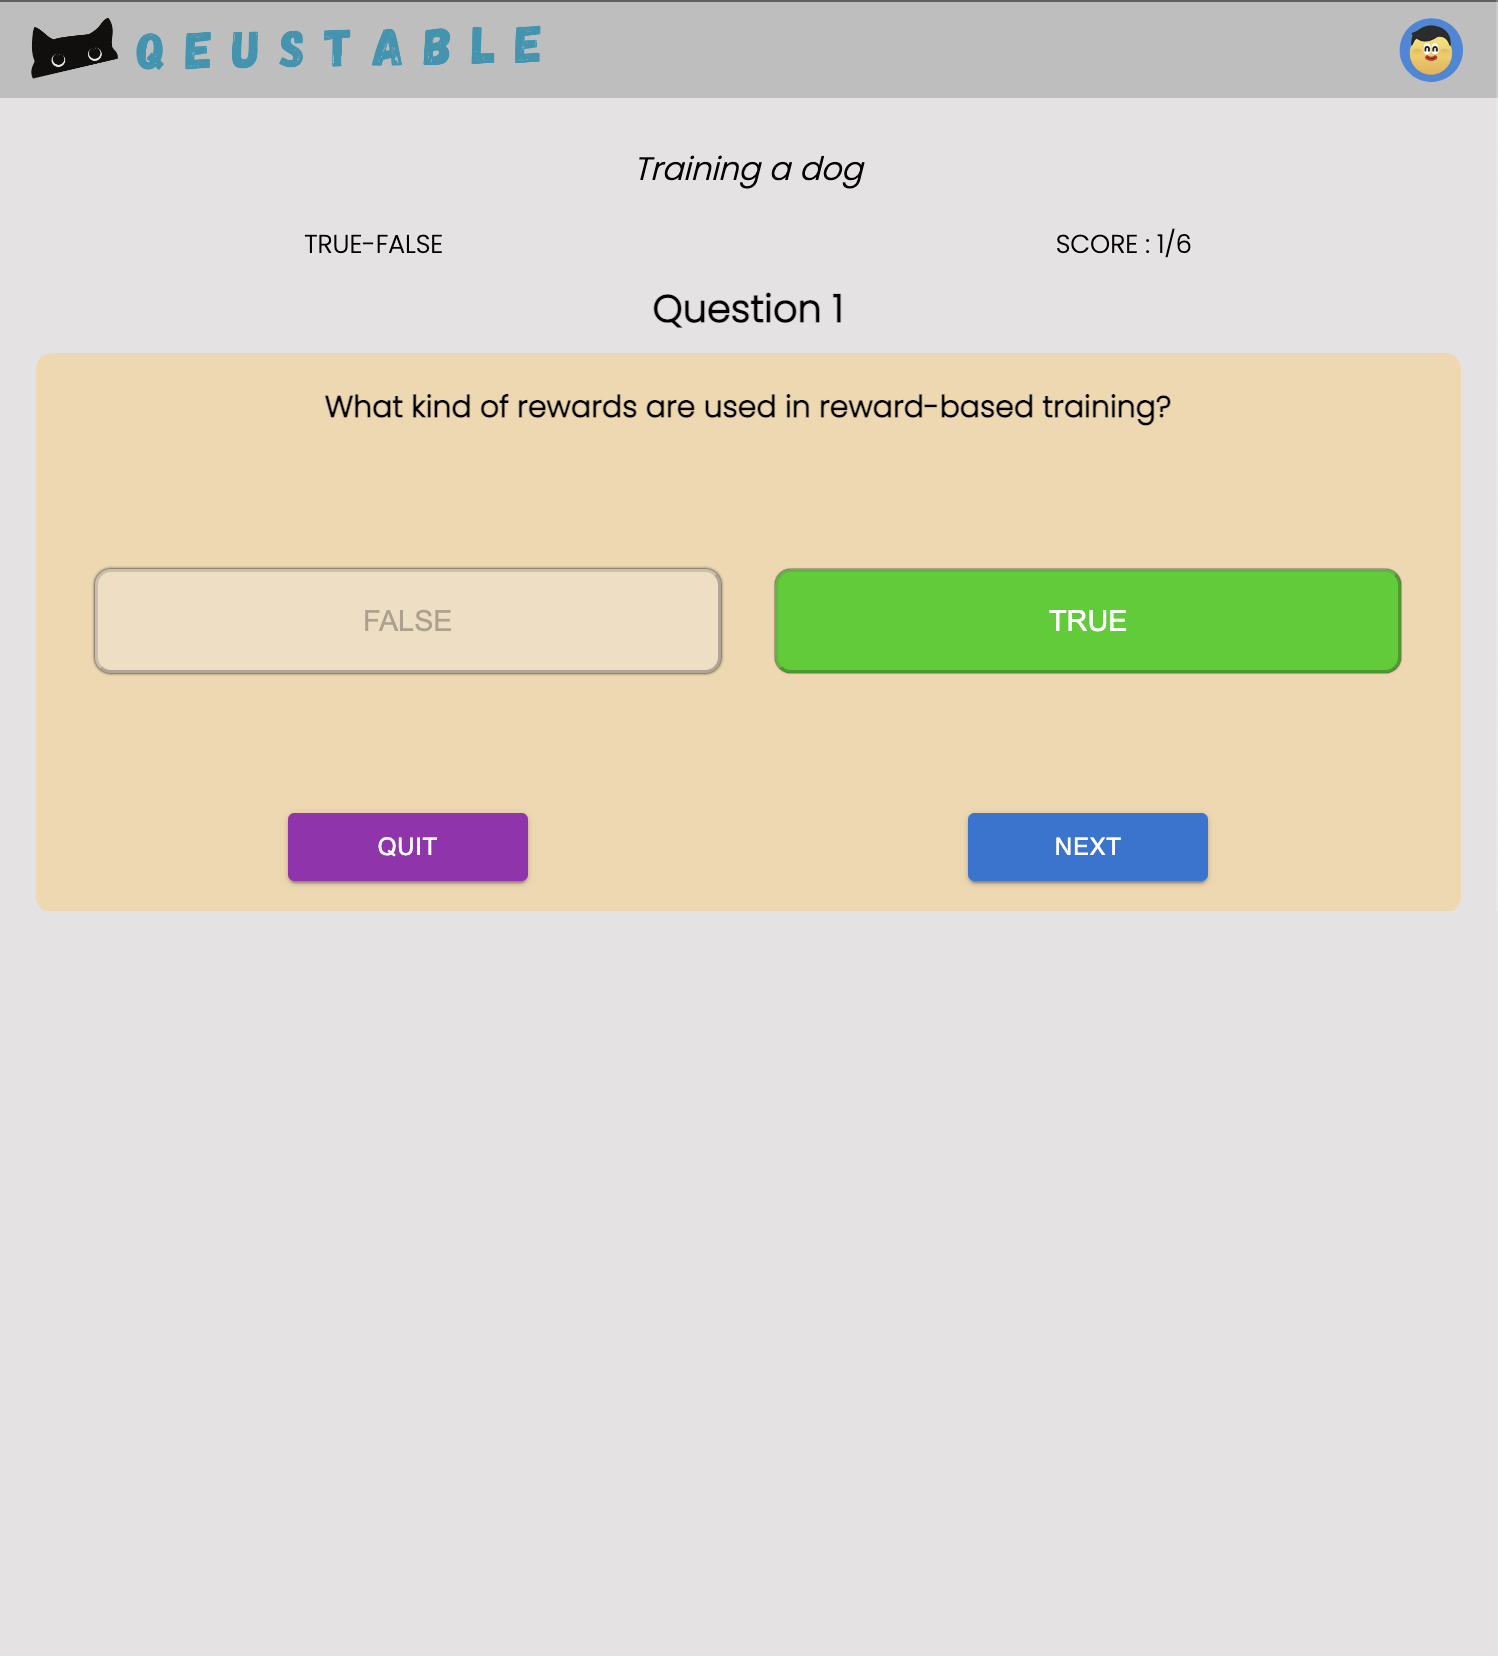 QEUSTABLE
Training a dog
TRUE-FALSE
SCORE : 1/6
Question 1
What kind of rewards are used in reward-based training?
FALSE
TRUE
QUIT
NEXT